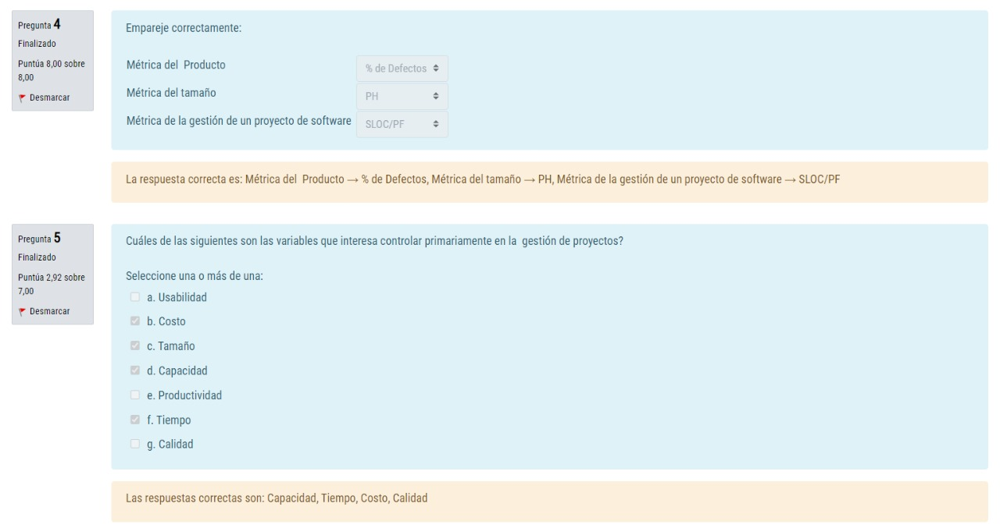 Pregunta 4
Finalizado
Puntúa 8,00 sobre
8,00
Desmarcar
Empareje correctamente:
Métrica del Producto % de Defectos
Métrica del tamaño PH
Métrica de la gestión de un proyecto de software SLOC/PF
La respuesta correcta es: Métrica del Producto → % de Defectos, Métrica del tamaño → PH, Métrica de la gestión de un proyecto de software → SLOC/PF
Pregunta 5
Finalizado
Puntúa 2,92 sobre
7,00
Desmarcar
Cuáles de las siguientes son las variables que interesa controlar primariamente en la gestión de proyectos?
Seleccione una o más de una:
a. Usabilidad
b. Costo
c. Tamaño
d. Capacidad
e. Productividad
f. Tiempo
g. Calidad
Las respuestas correctas son: Capacidad, Tiempo, Costo, Calidad